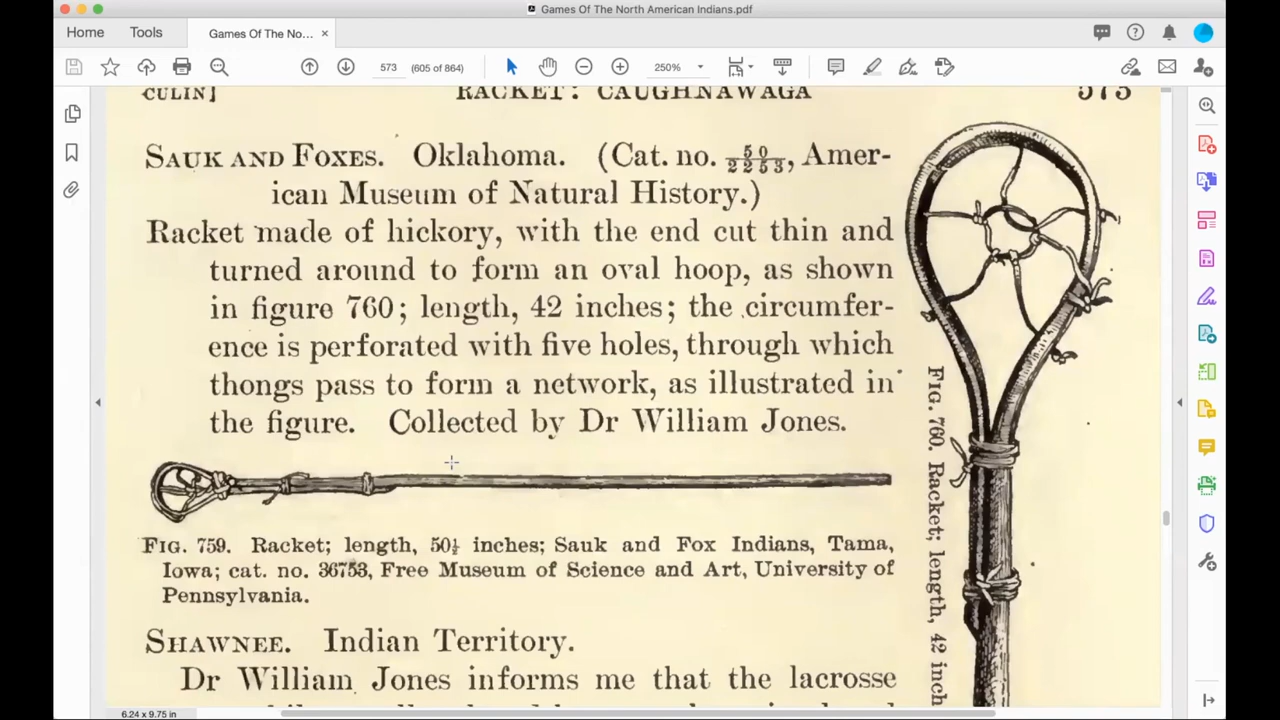 Games Of The North American Indians.pdf
Home
Tools
Games Of The No...
573
(605 of 864)
250%
CULIN]
RACKET: CAUGHNAWAGA
573
SAUK AND FOXES. Oklahoma. (Cat. no. 50/2253, Amer-
ican Museum of Natural History.)
Racket made of hickory, with the end cut thin and
turned around to form an oval hoop, as shown
in figure 760; length, 42 inches; the circumfer-
ence is perforated with five holes, through which
thongs pass to form a network, as illustrated in
the figure. Collected by Dr William Jones.
FIG. 759. Racket; length, 50½ inches; Sauk and Fox Indians, Tama,
Iowa; cat. no. 36753, Free Museum of Science and Art, University of
Pennsylvania.
SHAWNEE. Indian Territory.
Dr William Jones informs me that the lacrosse
FIG. 760. Racket; length, 42 inch
6.24 x 9.75 in